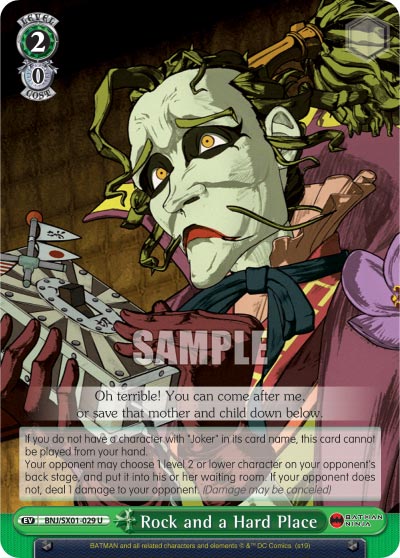 LEVEL
2
0
COST
SAMPLE
Oh terrible! You can come after me,
or save that mother and child down below.
If you do not have a character with "Joker" in its card name, this card cannot
be played from your hand.
Your opponent may choose 1 level 2 or lower character on your opponent's
back stage, and put it into his or her waiting room. If your opponent does
not, deal 1 damage to your opponent. (Damage may be canceled)
EV BNJ/SX01-029 U Rock and a Hard Place BATMAN
NINJA
BATMAN and all related characters and elements © &™ DC Comics. (s19)